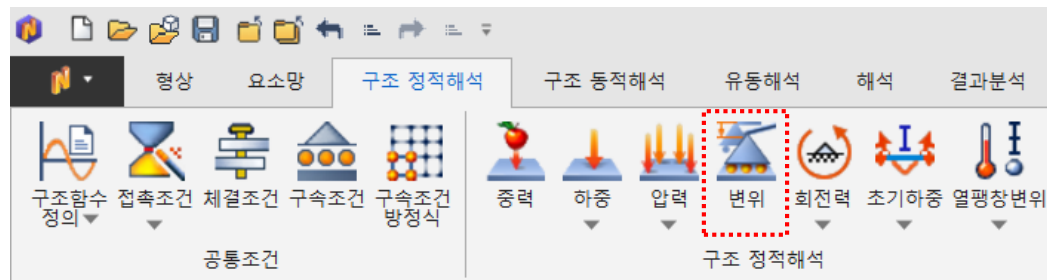 형상 요소망 구조 정적해석 구조 동적해석 유동해석 해석 결과분석
구조함수 접촉조건 체결조건 구속조건 구속조건 중력 하중 압력 변위 회전력 초기하중 열팽창변위
정의 방정식
공통조건 구조 정적해석